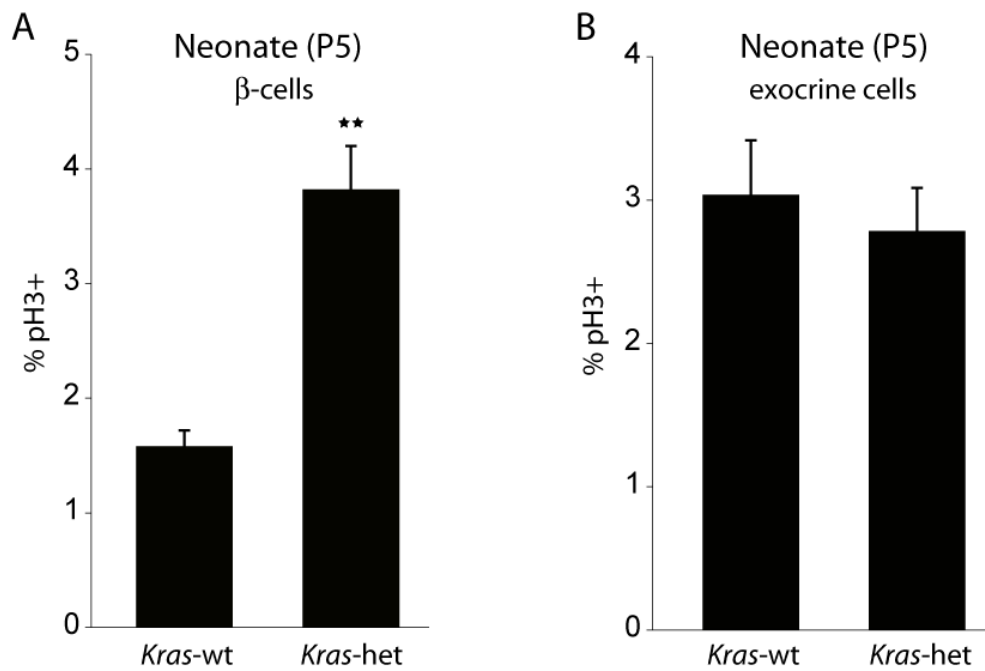 A
Neonate (P5)
β-cells
5
4
3
2
1
0
% pH3+
★★
Kras-wt
Kras-het
B
Neonate (P5)
exocrine cells
4
3
2
1
0
% pH3+
Kras-wt
Kras-het